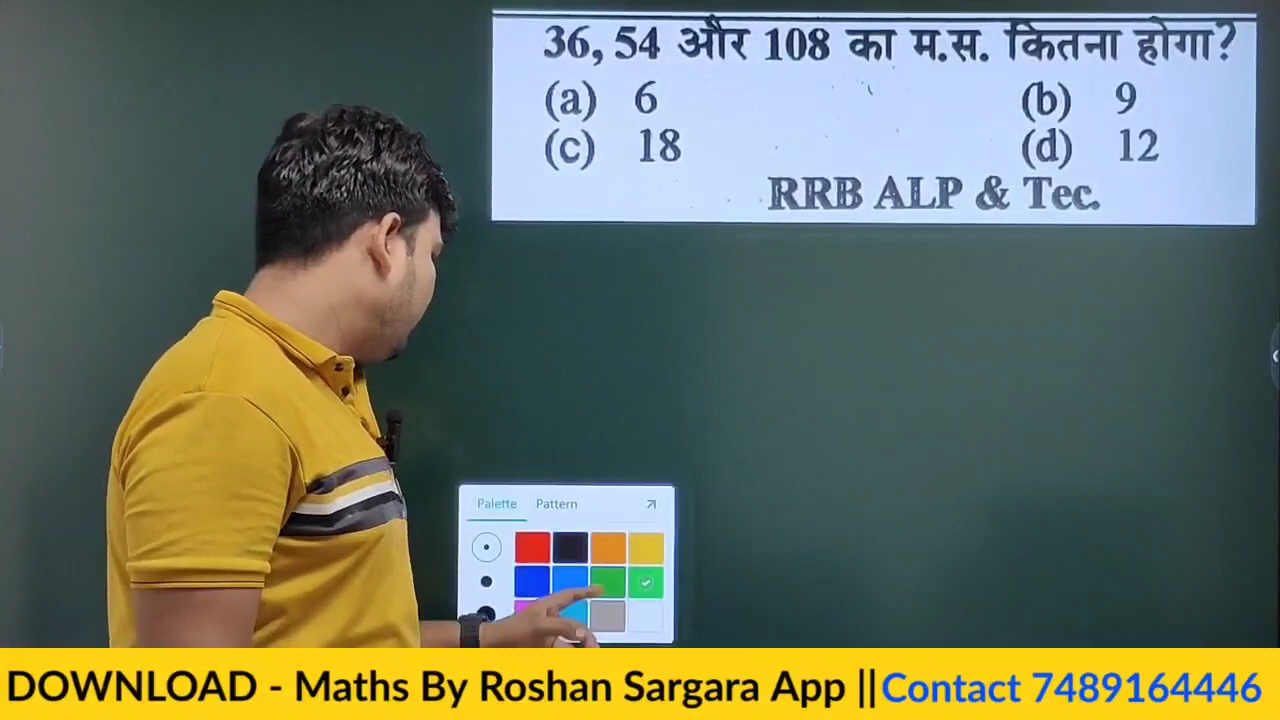 36, 54 और 108 का म.स. कितना होगा?
(a) 6 (b) 9
(c) 18 (d) 12
RRB ALP & Tec.
Palette Pattern
DOWNLOAD - Maths By Roshan Sargara App || Contact 7489164446